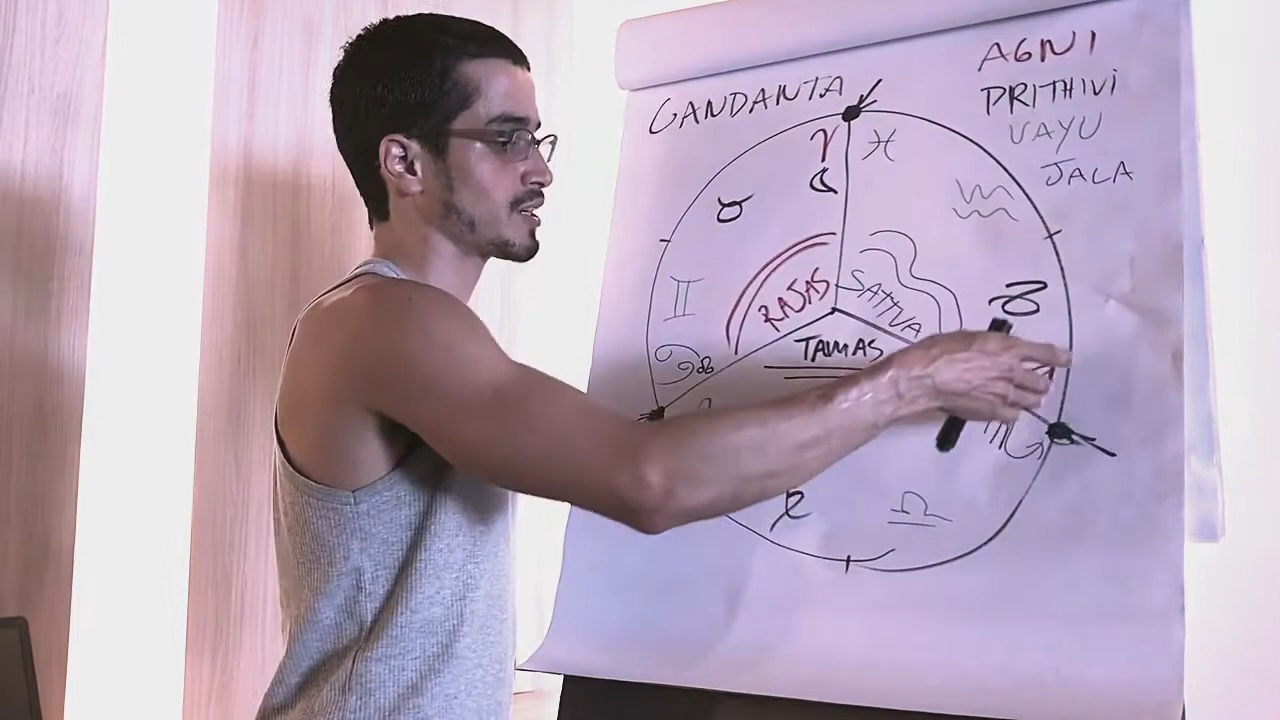 GANDANTA
AGNI
PRITHIVI
VAYU
JALA
♈ ♓
♉
♒
♊
♑
RAJAS
SATTVA
TAMAS
♋
♏
♎